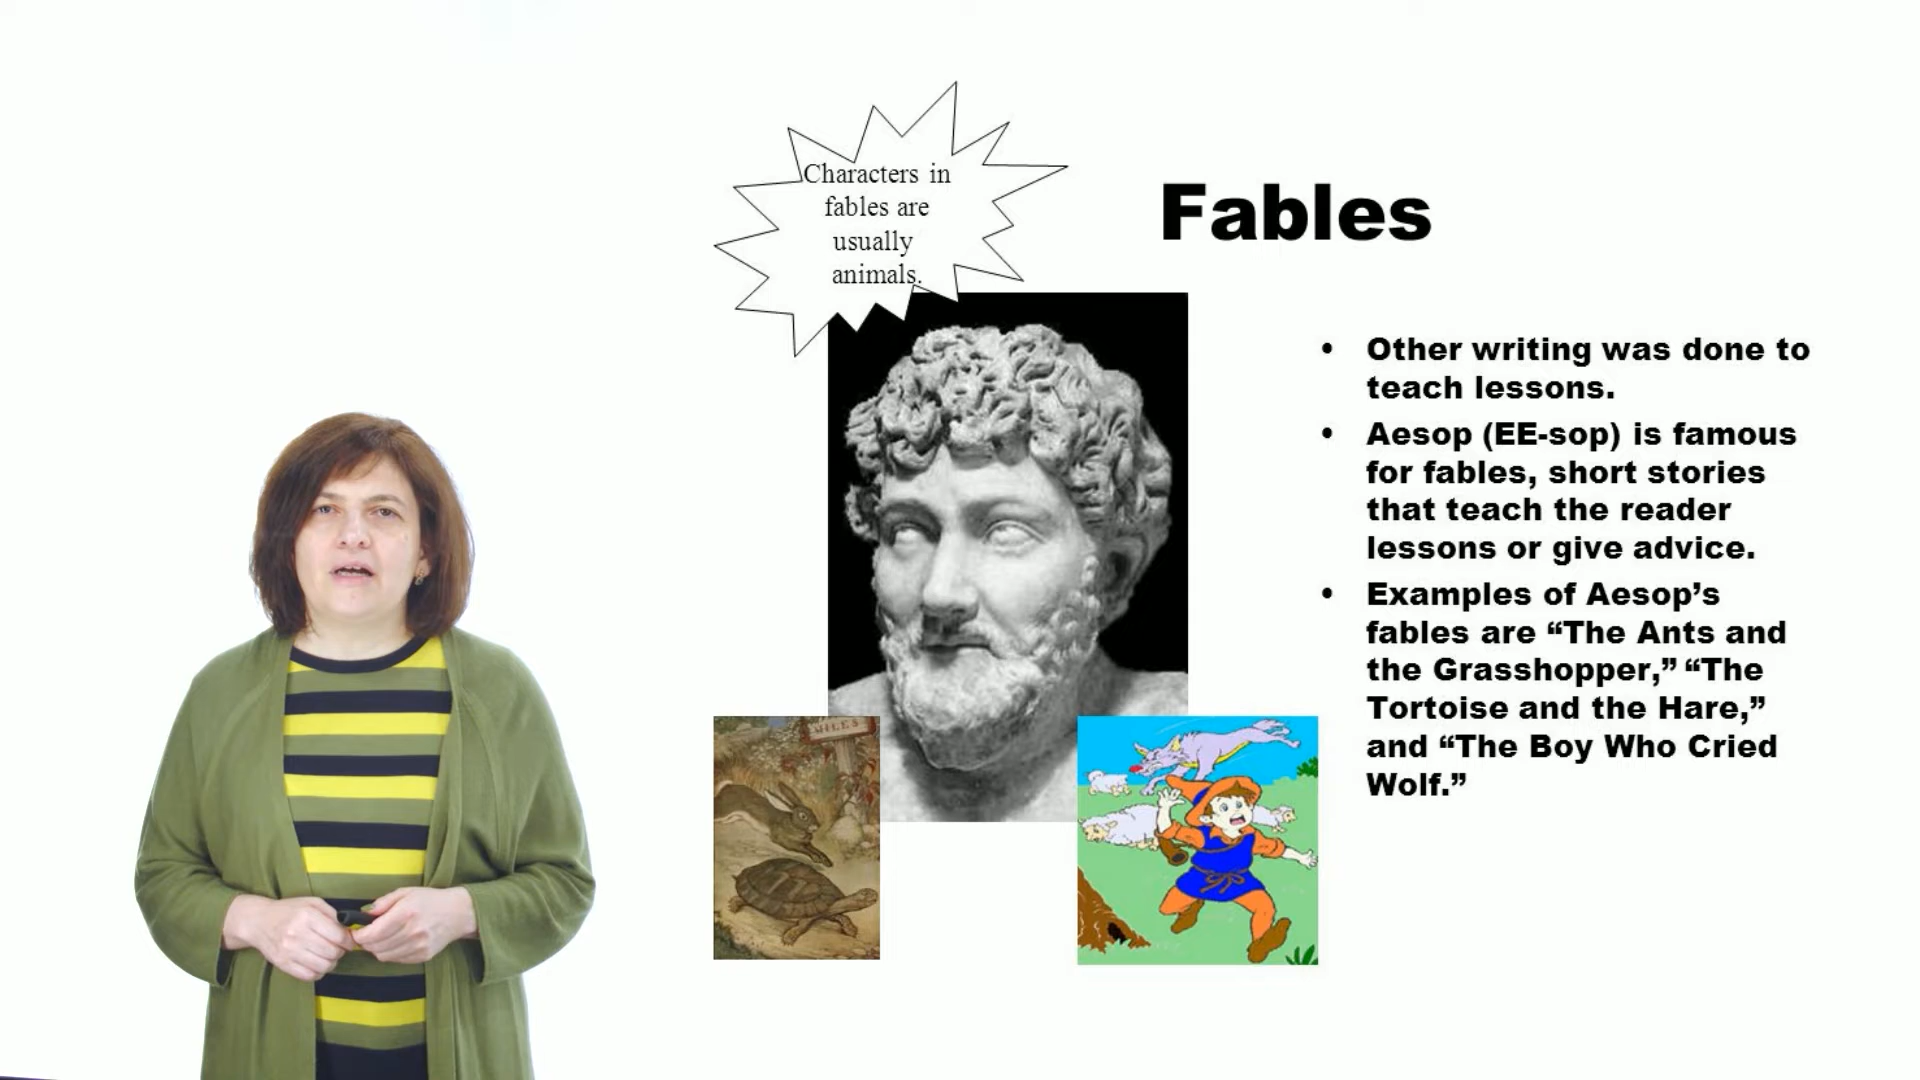 Characters in
fables are
usually
animals.
Fables
• Other writing was done to
teach lessons.
• Aesop (EE-sop) is famous
for fables, short stories
that teach the reader
lessons or give advice.
• Examples of Aesop’s
fables are “The Ants and
the Grasshopper,” “The
Tortoise and the Hare,”
and “The Boy Who Cried
Wolf.”